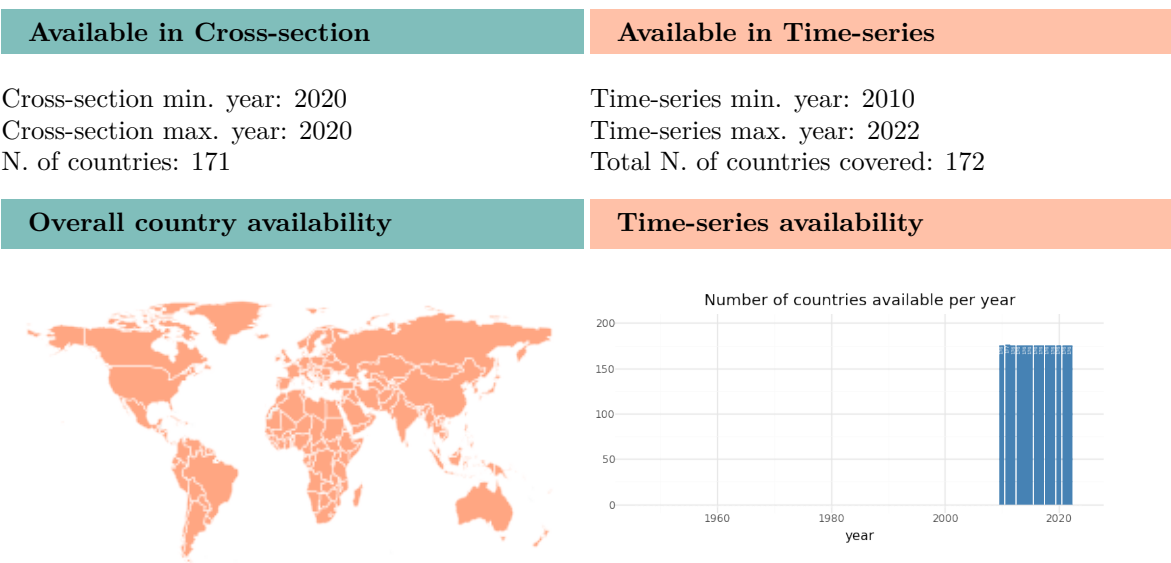 Available in Cross-section
Available in Time-series
Cross-section min. year: 2020
Cross-section max. year: 2020
N. of countries: 171
Time-series min. year: 2010
Time-series max. year: 2022
Total N. of countries covered: 172
Overall country availability
Time-series availability
Number of countries available per year
200
150
100
50
0
1960
1980
2000
2020
year